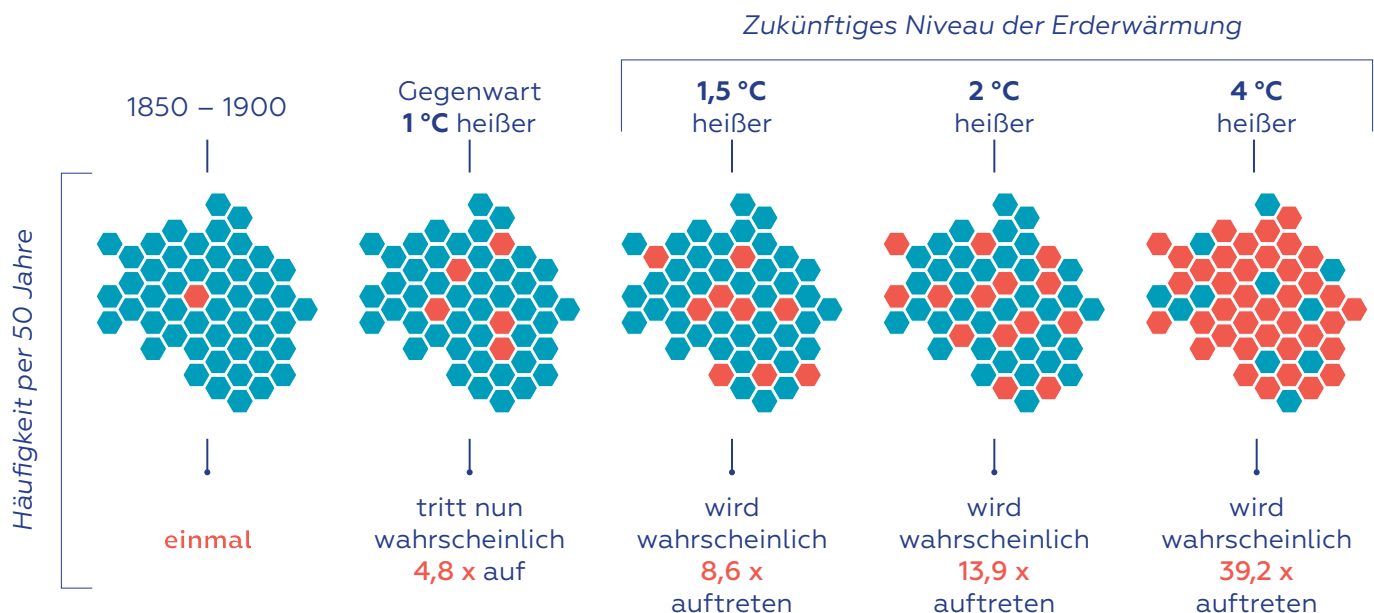 Zukünftiges Niveau der Erderwärmung
1850 – 1900
Gegenwart
1 °C heißer
1,5 °C
heißer
2 °C
heißer
4 °C
heißer
Häufigkeit per 50 Jahre
einmal
tritt nun
wahrscheinlich
4,8 x auf
wird
wahrscheinlich
8,6 x
auftreten
wird
wahrscheinlich
13,9 x
auftreten
wird
wahrscheinlich
39,2 x
auftreten